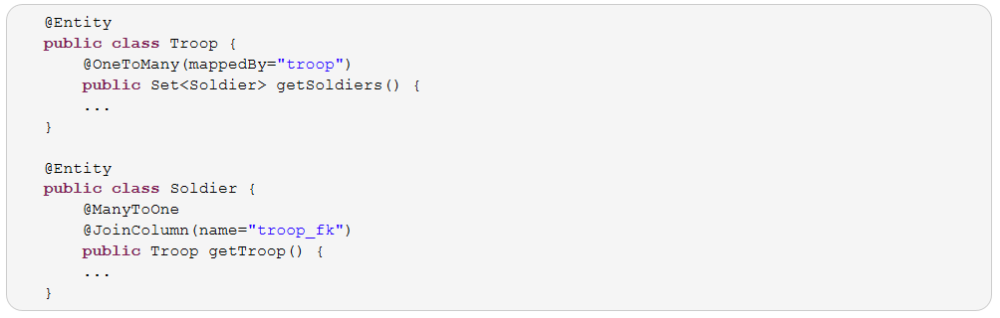 @Entity
public class Troop {
    @OneToMany(mappedBy="troop")
    public Set<Soldier> getSoldiers() {
    ...
}

@Entity
public class Soldier {
    @ManyToOne
    @JoinColumn(name="troop_fk")
    public Troop getTroop() {
    ...
}